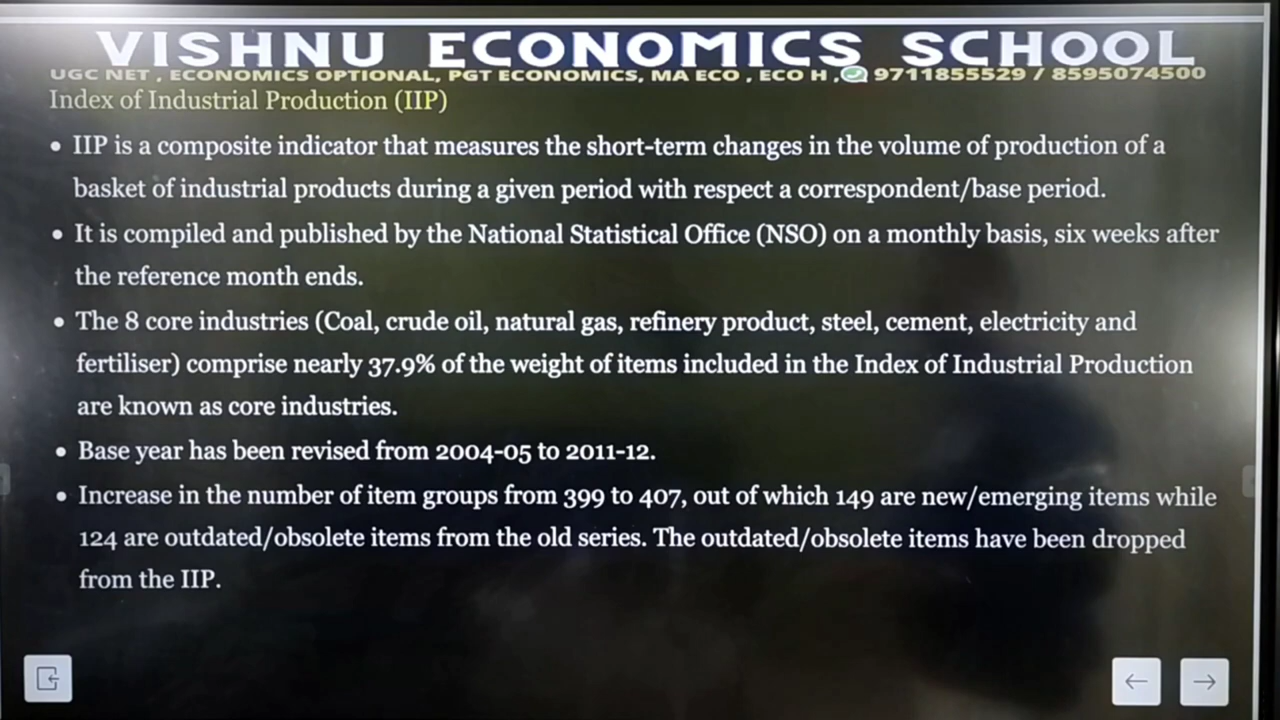 VISHNU ECONOMICS SCHOOL
UGC NET , ECONOMICS OPTIONAL, PGT ECONOMICS, MA ECO , ECO H , 9711855529 / 8595074500
Index of Industrial Production (IIP)
• IIP is a composite indicator that measures the short-term changes in the volume of production of a
basket of industrial products during a given period with respect a correspondent/base period.
• It is compiled and published by the National Statistical Office (NSO) on a monthly basis, six weeks after
the reference month ends.
• The 8 core industries (Coal, crude oil, natural gas, refinery product, steel, cement, electricity and
fertiliser) comprise nearly 37.9% of the weight of items included in the Index of Industrial Production
are known as core industries.
• Base year has been revised from 2004-05 to 2011-12.
• Increase in the number of item groups from 399 to 407, out of which 149 are new/emerging items while
124 are outdated/obsolete items from the old series. The outdated/obsolete items have been dropped
from the IIP.